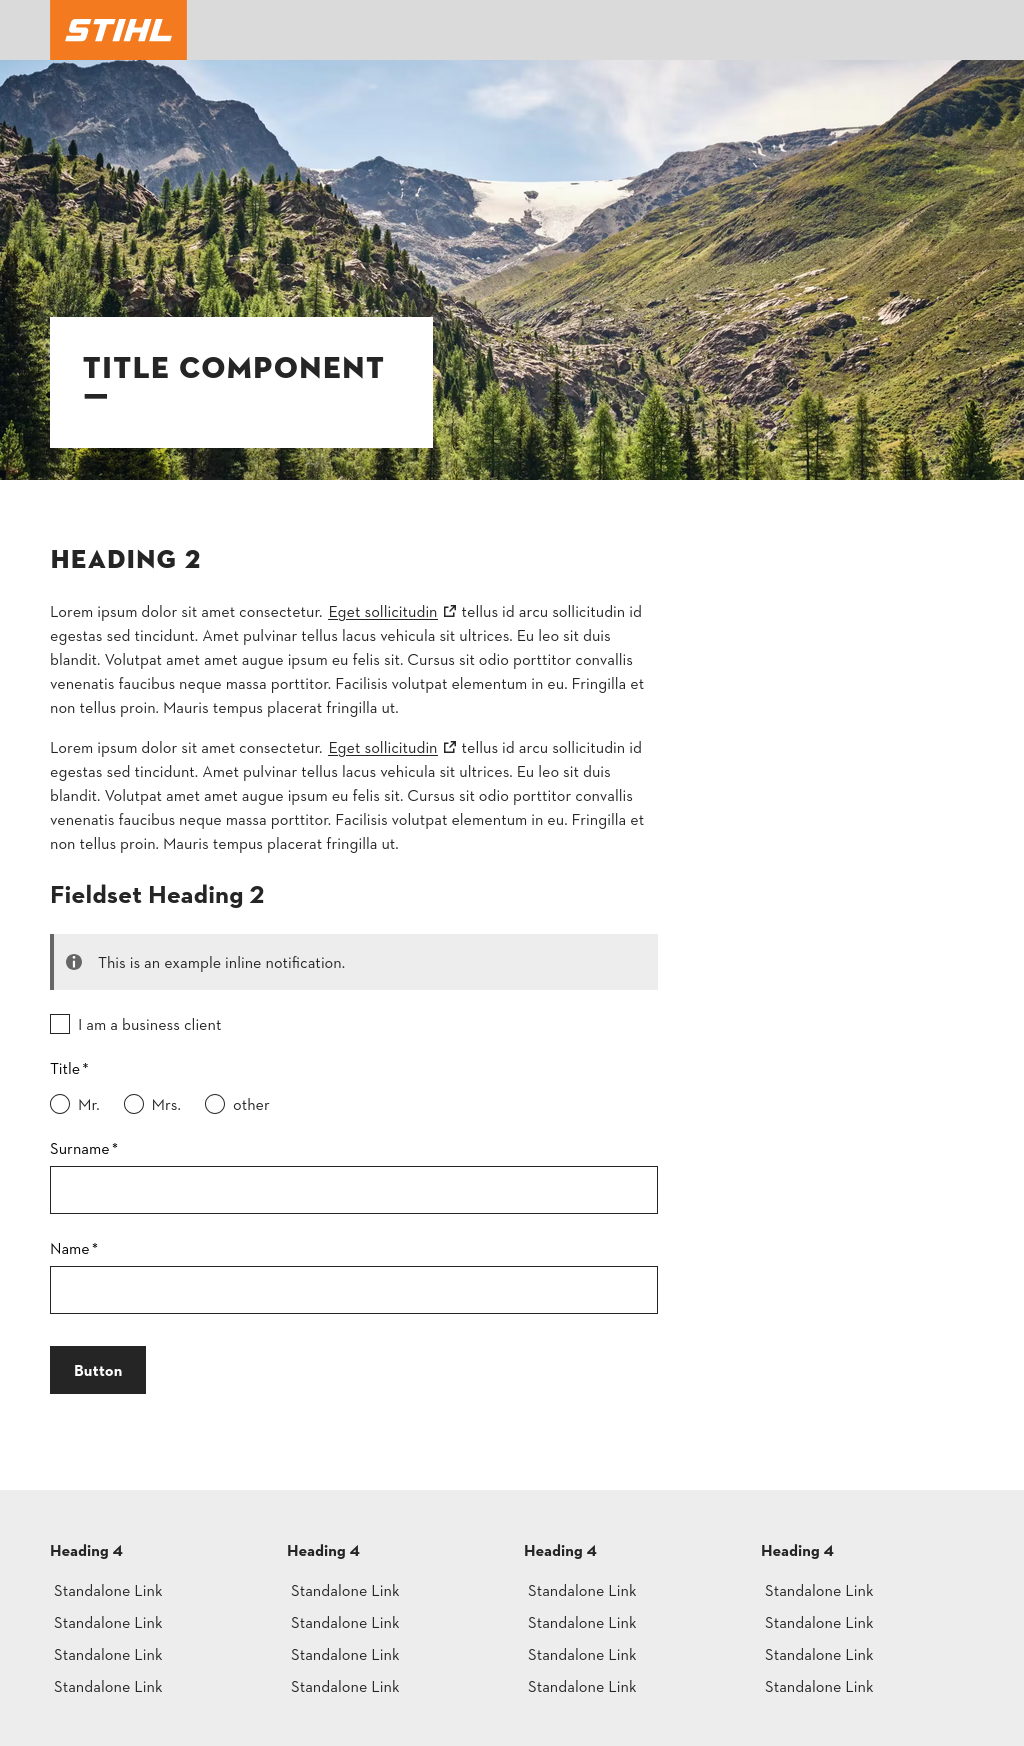 STIHL
TITLE COMPONENT
HEADING 2
Lorem ipsum dolor sit amet consectetur. Eget sollicitudin tellus id arcu sollicitudin id
egestas sed tincidunt. Amet pulvinar tellus lacus vehicula sit ultrices. Eu leo sit duis
blandit. Volutpat amet amet augue ipsum eu felis sit. Cursus sit odio porttitor convallis
venenatis faucibus neque massa porttitor. Facilisis volutpat elementum in eu. Fringilla et
non tellus proin. Mauris tempus placerat fringilla ut.
Lorem ipsum dolor sit amet consectetur. Eget sollicitudin tellus id arcu sollicitudin id
egestas sed tincidunt. Amet pulvinar tellus lacus vehicula sit ultrices. Eu leo sit duis
blandit. Volutpat amet amet augue ipsum eu felis sit. Cursus sit odio porttitor convallis
venenatis faucibus neque massa porttitor. Facilisis volutpat elementum in eu. Fringilla et
non tellus proin. Mauris tempus placerat fringilla ut.
Fieldset Heading 2
This is an example inline notification.
I am a business client
Title *
Mr. Mrs. other
Surname *
Name *
Button
Heading 4 Heading 4 Heading 4 Heading 4
Standalone Link Standalone Link Standalone Link Standalone Link
Standalone Link Standalone Link Standalone Link Standalone Link
Standalone Link Standalone Link Standalone Link Standalone Link
Standalone Link Standalone Link Standalone Link Standalone Link